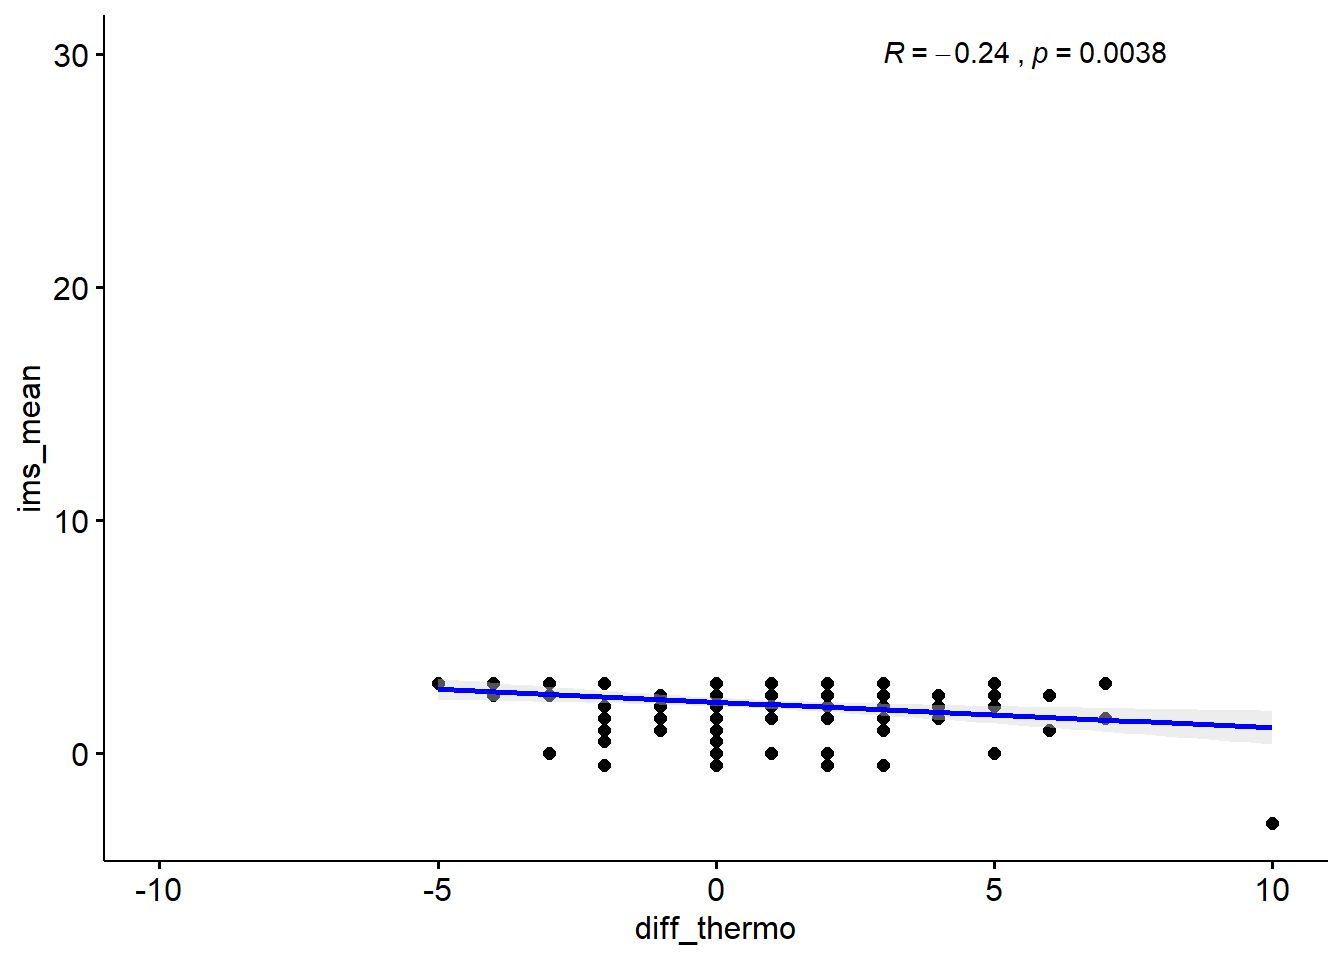 R = −0.24 , p = 0.0038
30
20
10
0
ims_mean
-10 -5 0 5 10
diff_thermo